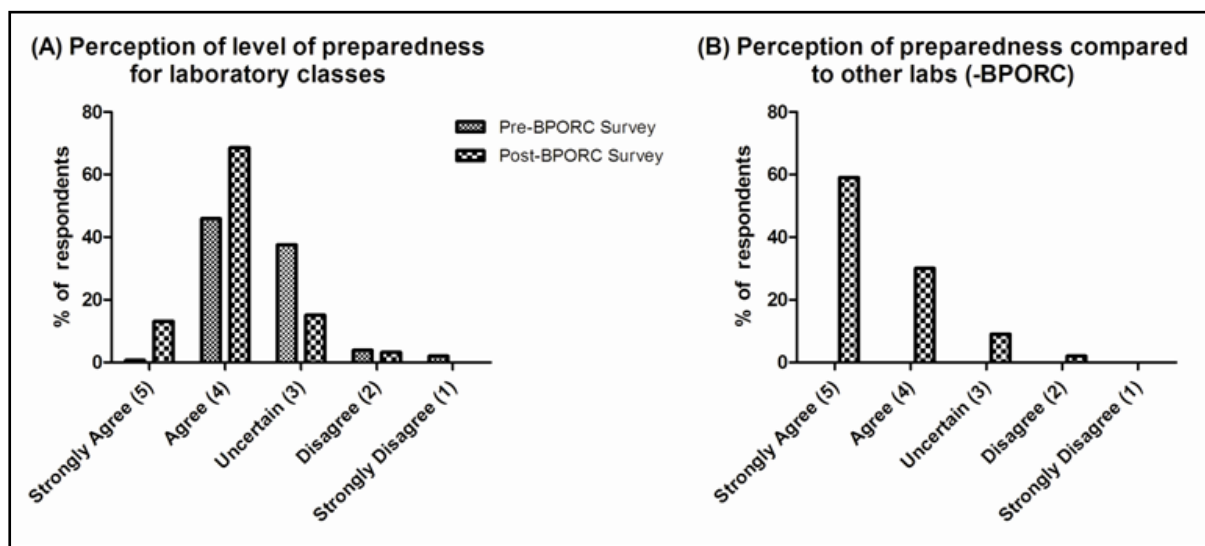 (A) Perception of level of preparedness
for laboratory classes
80
60
40
20
0
% of respondents
Strongly Agree (5)
Agree (4)
Uncertain (3)
Disagree (2)
Strongly Disagree (1)
Pre-BPORC Survey
Post-BPORC Survey
(B) Perception of preparedness compared
to other labs (-BPORC)
80
60
40
20
0
% of respondents
Strongly Agree (5)
Agree (4)
Uncertain (3)
Disagree (2)
Strongly Disagree (1)